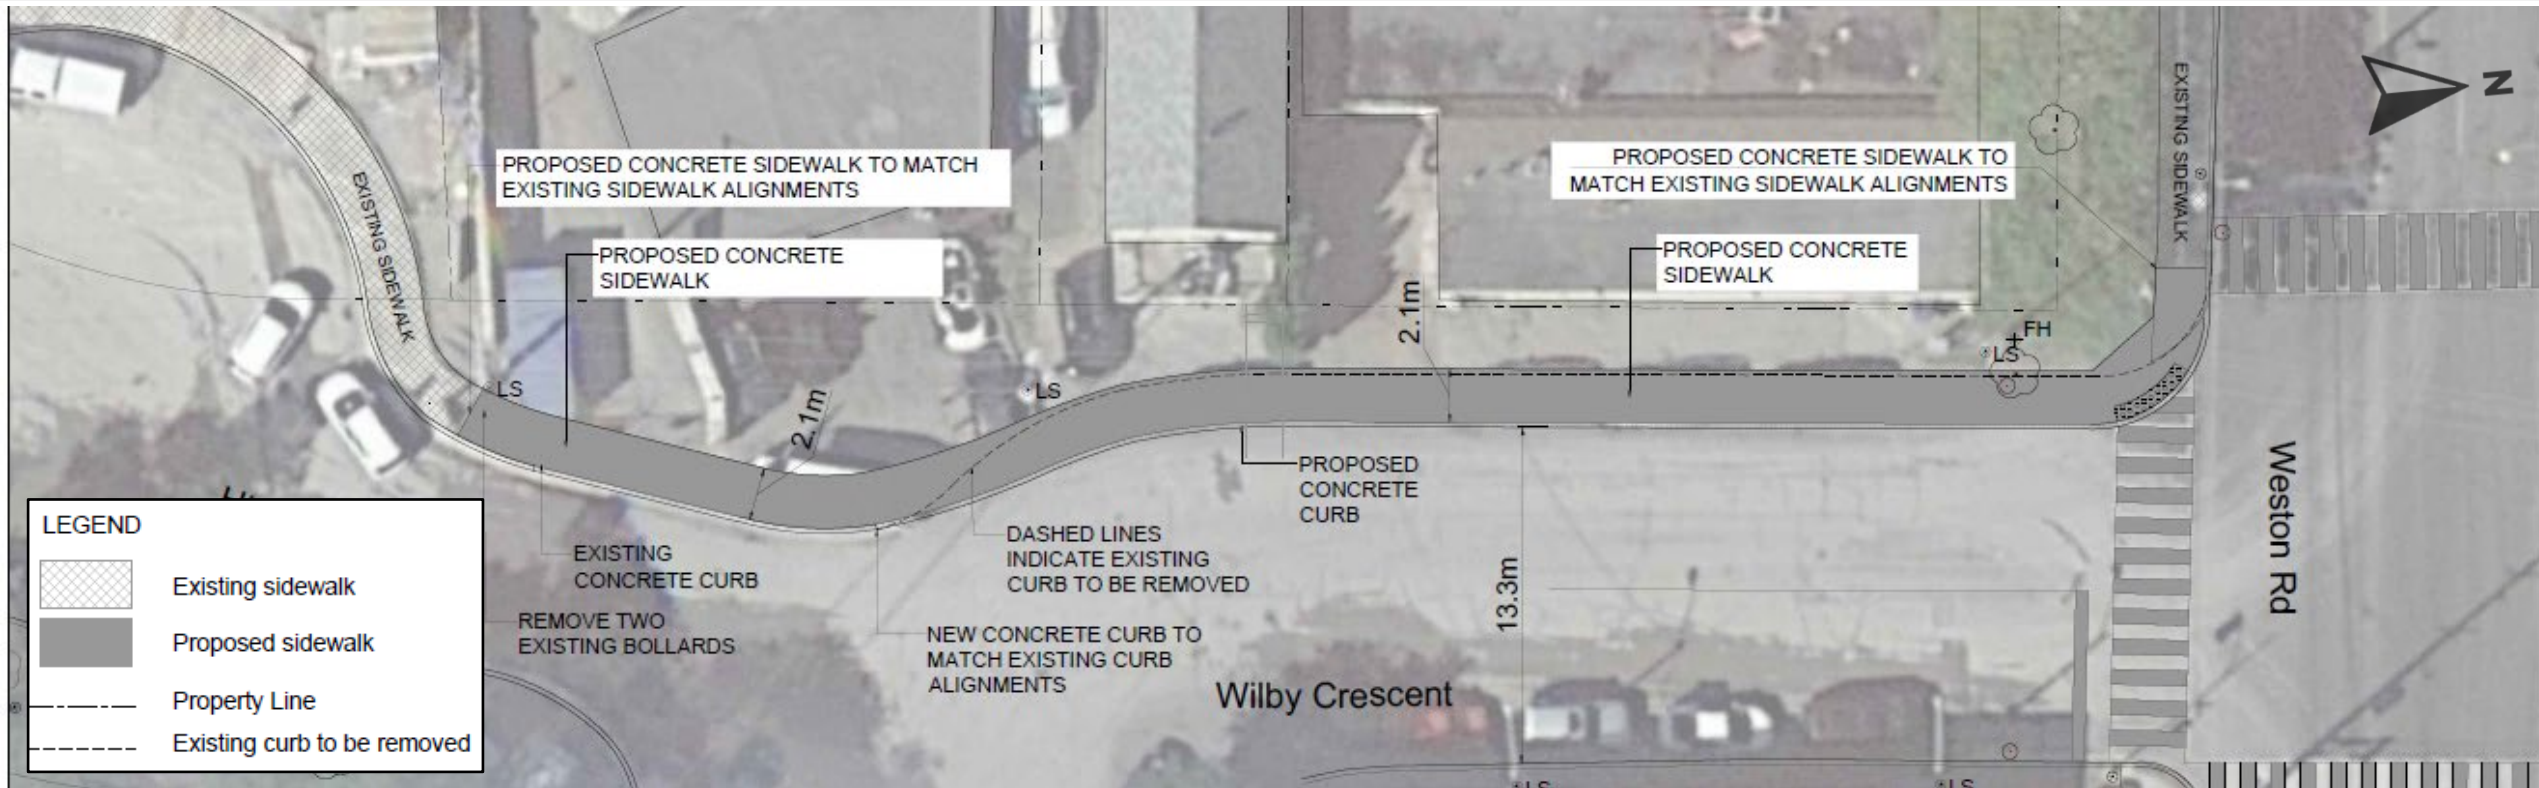 EXISTING SIDEWALK
PROPOSED CONCRETE SIDEWALK TO MATCH
EXISTING SIDEWALK ALIGNMENTS
PROPOSED CONCRETE
SIDEWALK
PROPOSED CONCRETE SIDEWALK TO
MATCH EXISTING SIDEWALK ALIGNMENTS
PROPOSED CONCRETE
SIDEWALK
EXISTING SIDEWALK
N
2.1m
FH
LS
LS
LS
2.1m
PROPOSED
CONCRETE
CURB
DASHED LINES
INDICATE EXISTING
CURB TO BE REMOVED
EXISTING
CONCRETE CURB
REMOVE TWO
EXISTING BOLLARDS
NEW CONCRETE CURB TO
MATCH EXISTING CURB
ALIGNMENTS
13.3m
Weston Rd
Wilby Crescent
LEGEND
Existing sidewalk
Proposed sidewalk
Property Line
Existing curb to be removed
LS
LS